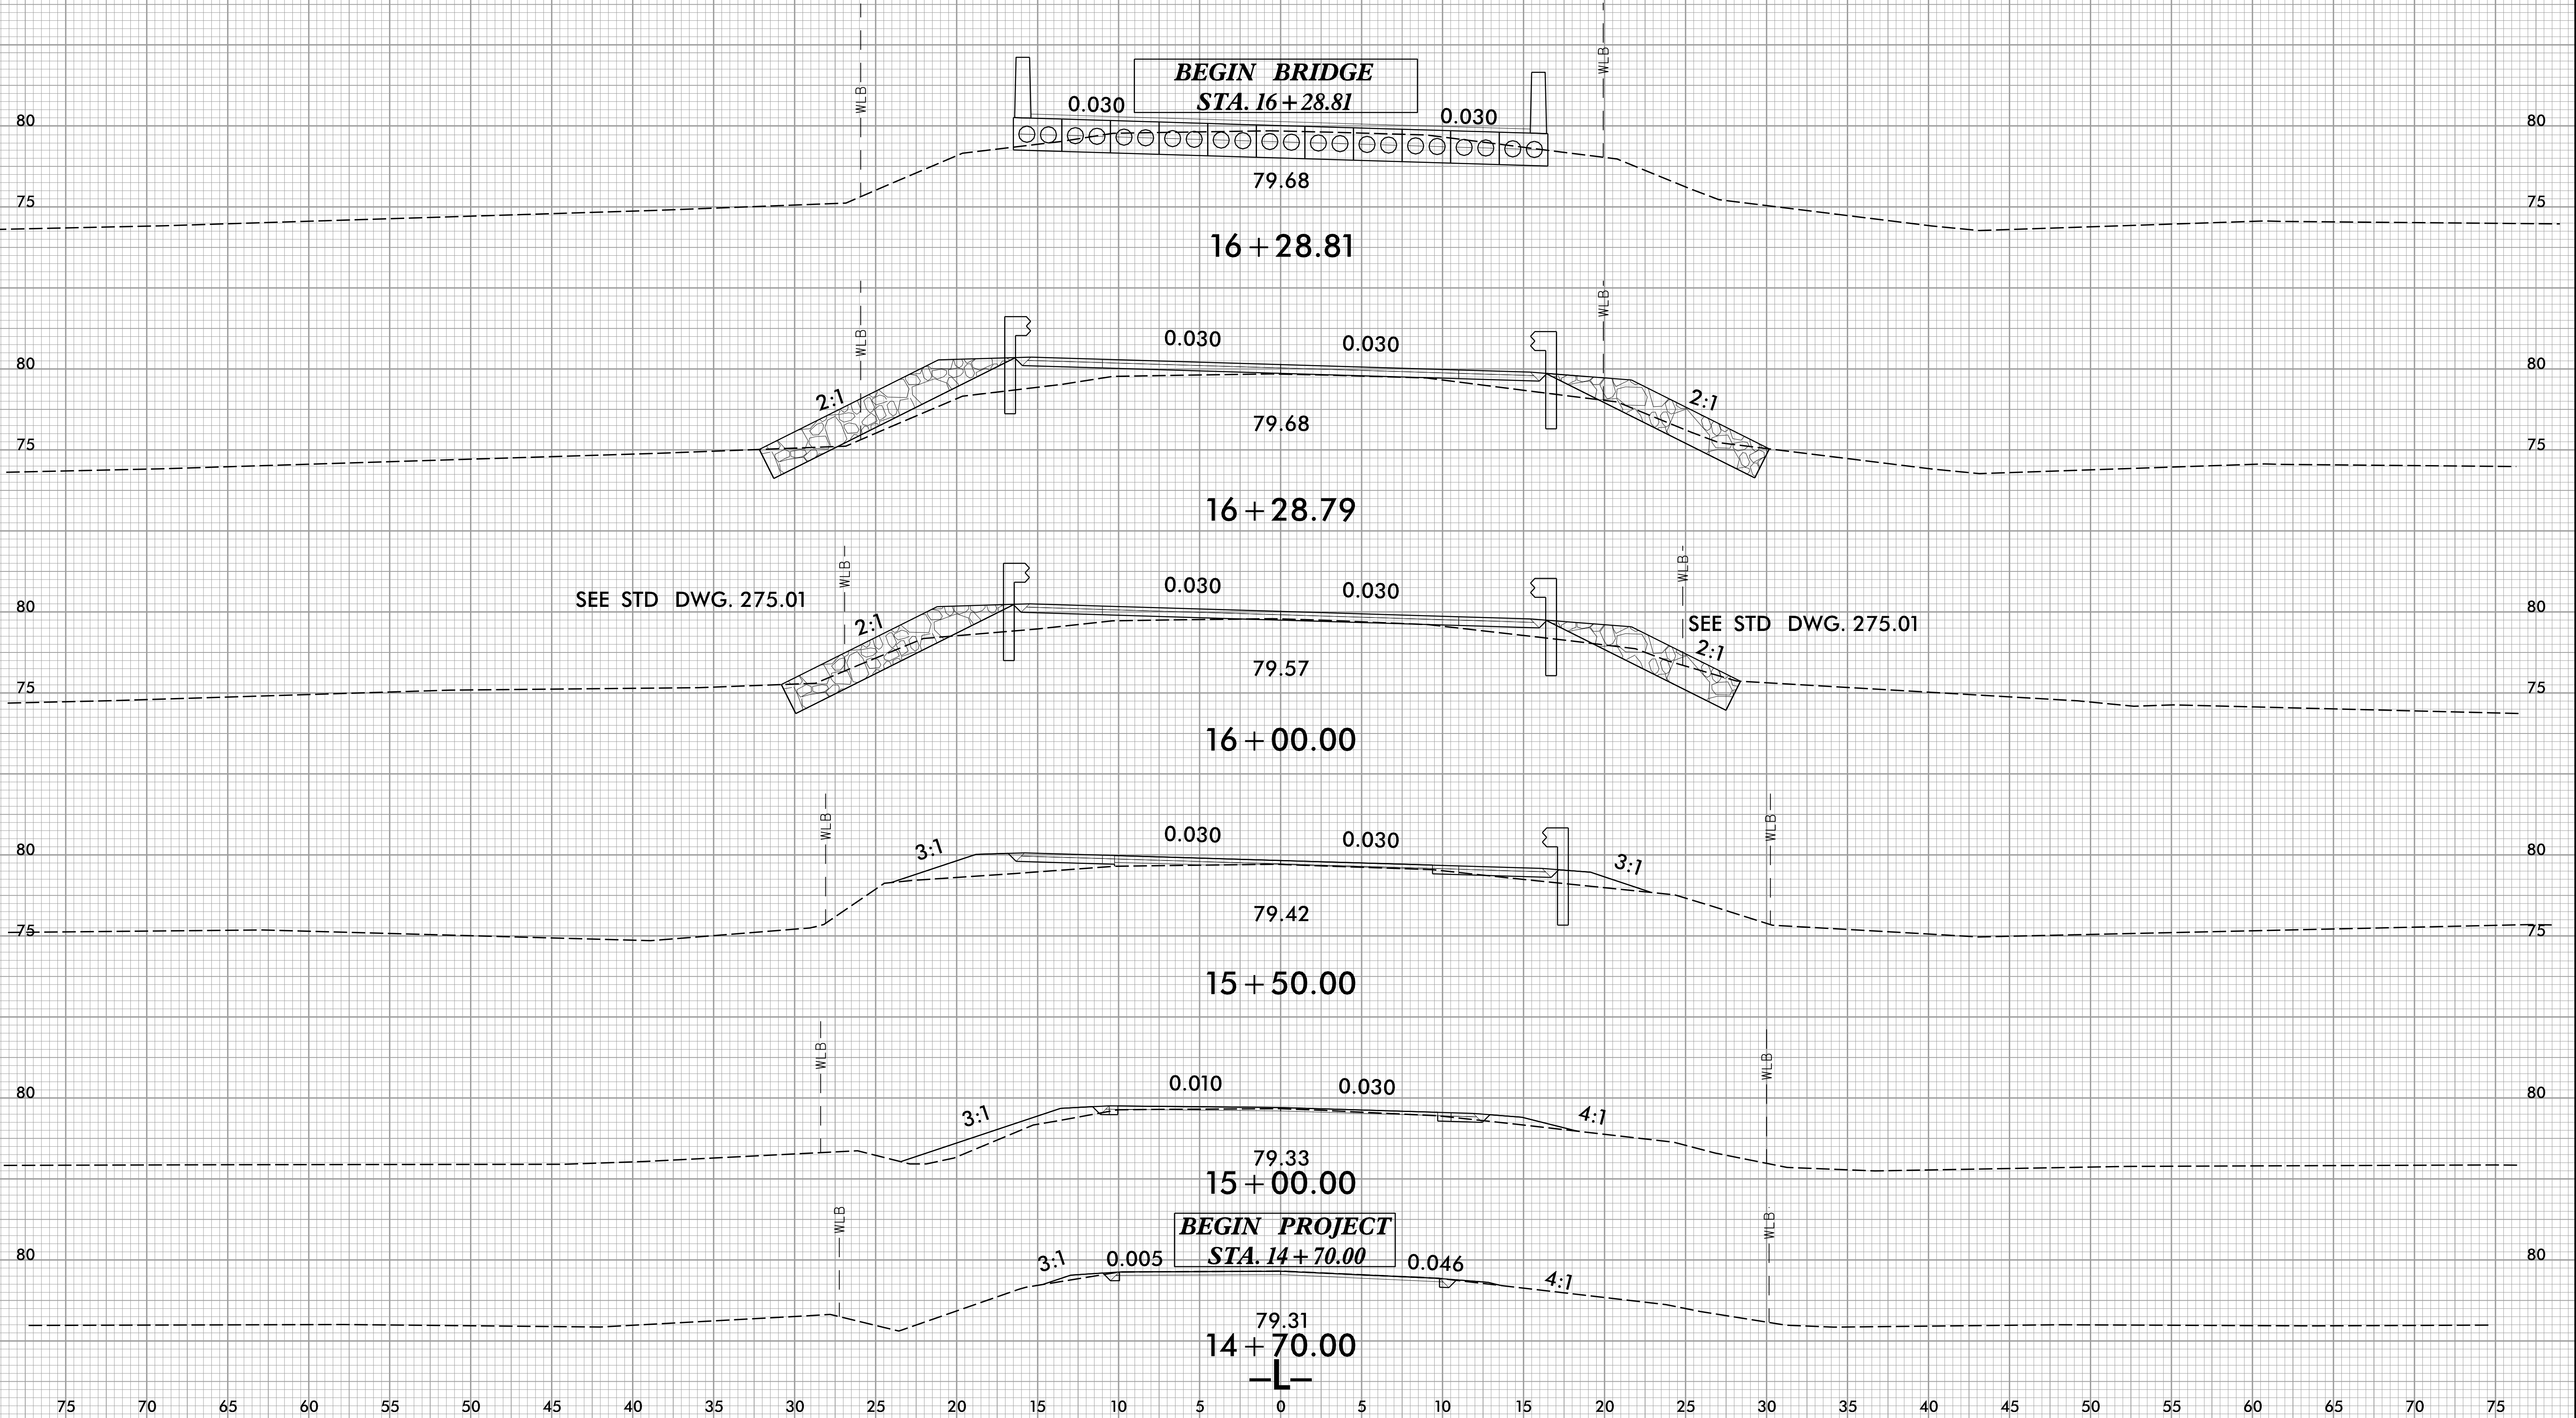 WLB
WLB
BEGIN BRIDGE
STA. 16+28.81
0.030
0.030
80
80
79.68
75
75
16+28.81
WLB
WLB
0.030
0.030
80
80
2:1
2:1
79.68
75
75
16+28.79
WLB
WLB
0.030
0.030
SEE STD DWG. 275.01
80
80
2:1
SEE STD DWG. 275.01
2:1
79.57
75
75
16+00.00
WLB
WLB
0.030
0.030
80
80
3:1
3:1
79.42
75
75
15+50.00
WLB
WLB
0.010
0.030
80
80
3:1
4:1
79.33
15+00.00
WLB
WLB
BEGIN PROJECT
STA. 14+70.00
80
80
3:1
0.005
0.046
4:1
79.31
14+70.00
-L-
75 70 65 60 55 50 45 40 35 30 25 20 15 10 5 0 5 10 15 20 25 30 35 40 45 50 55 60 65 70 75